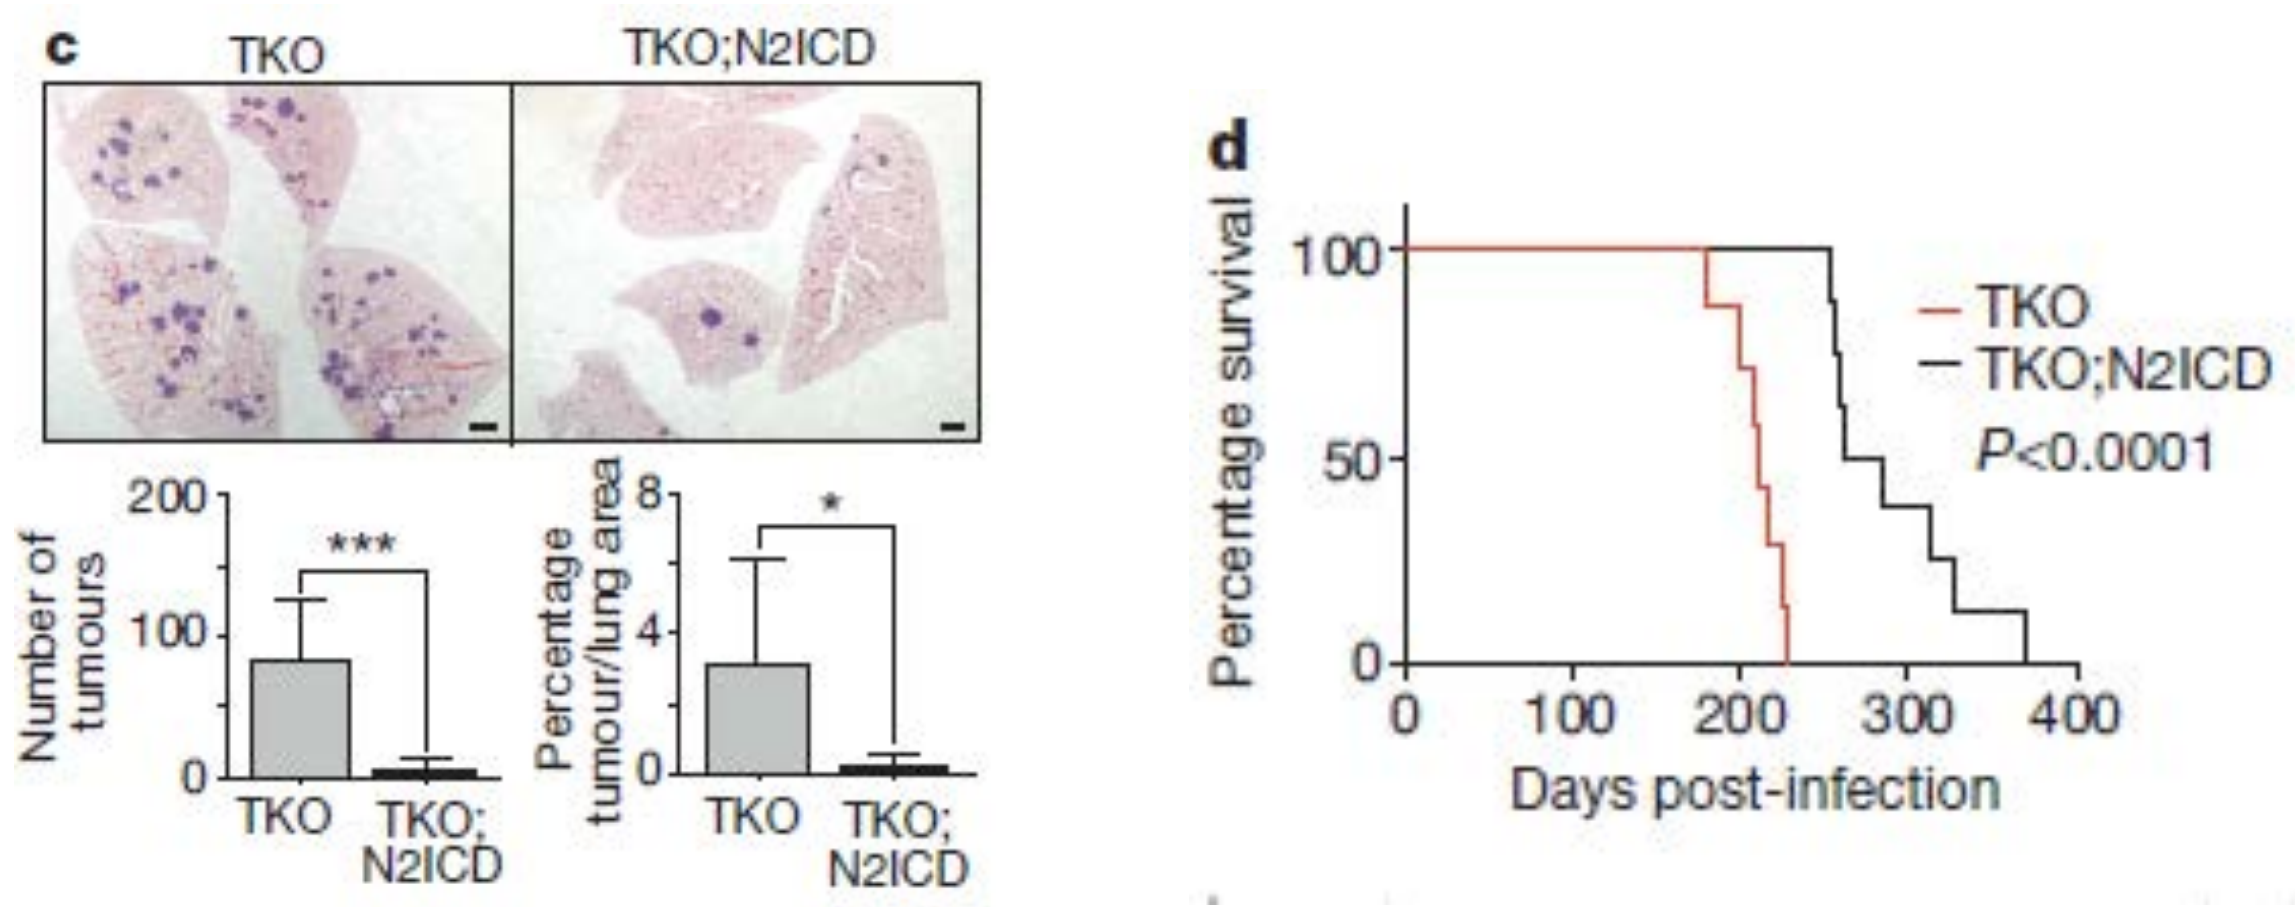 c
TKO
TKO;N2ICD
200
100
0
Number of
tumours
***
TKO
TKO;
N2ICD
8
4
0
Percentage
tumour/lung area
*
TKO
TKO;
N2ICD
d
Percentage survival
100
50
0
TKO
TKO;N2ICD
P<0.0001
0 100 200 300 400
Days post-infection